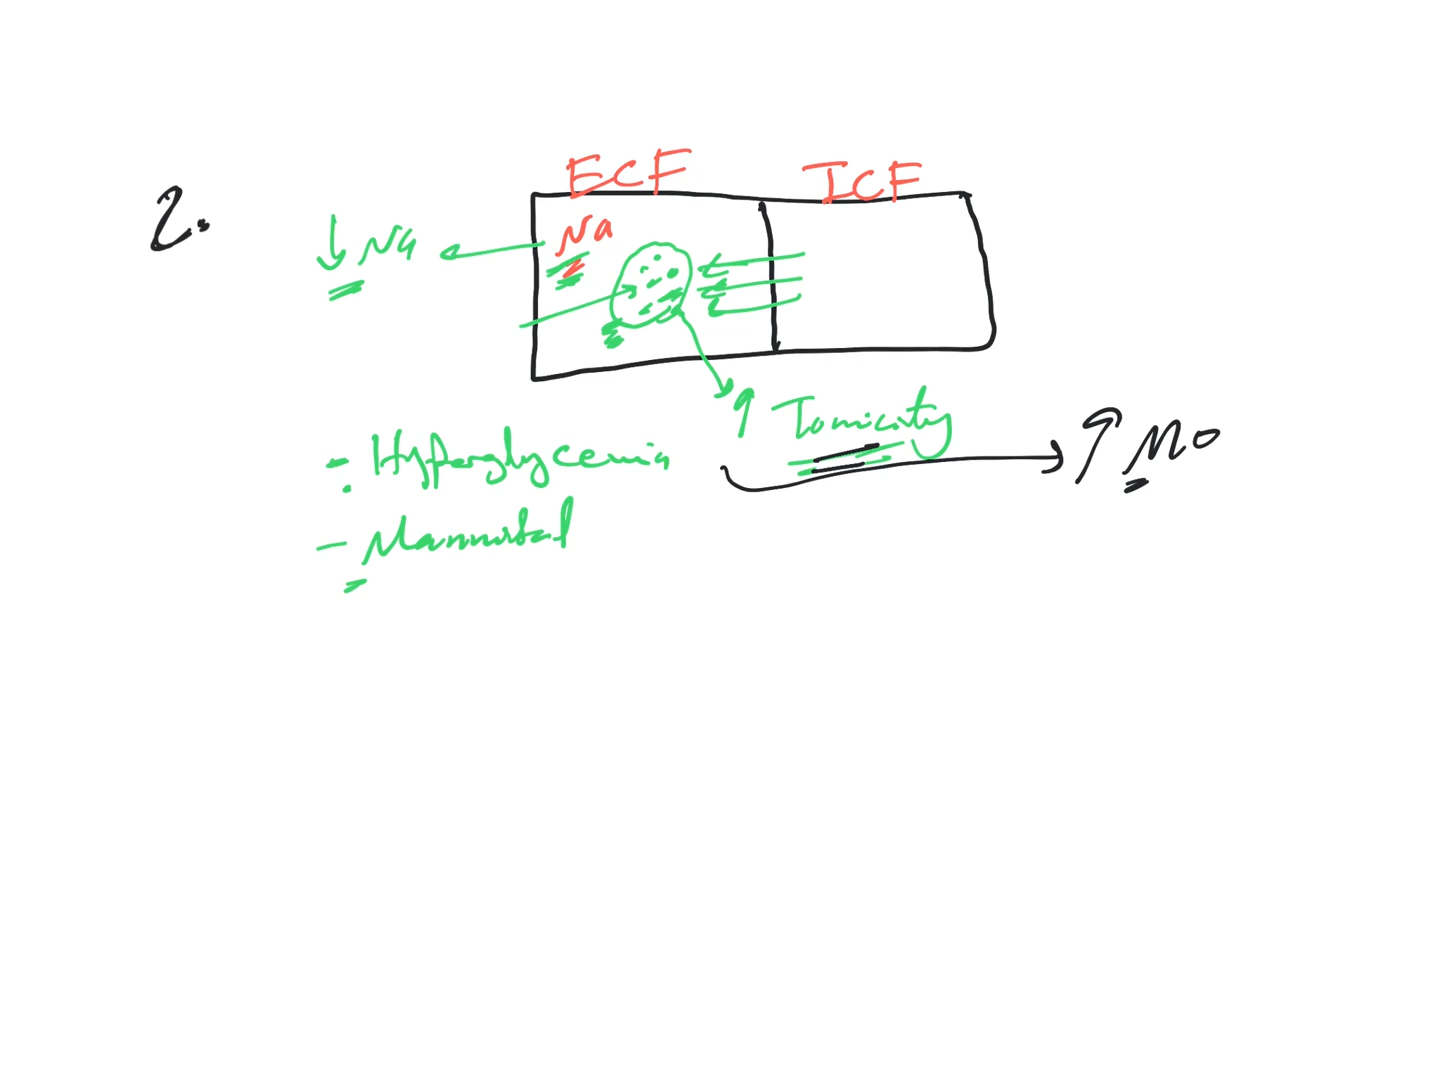 2.
ECF ICF
Na
↓ Na
↑ Tonicity
↑ Mo
- Hyperglycemia
- Mannitol